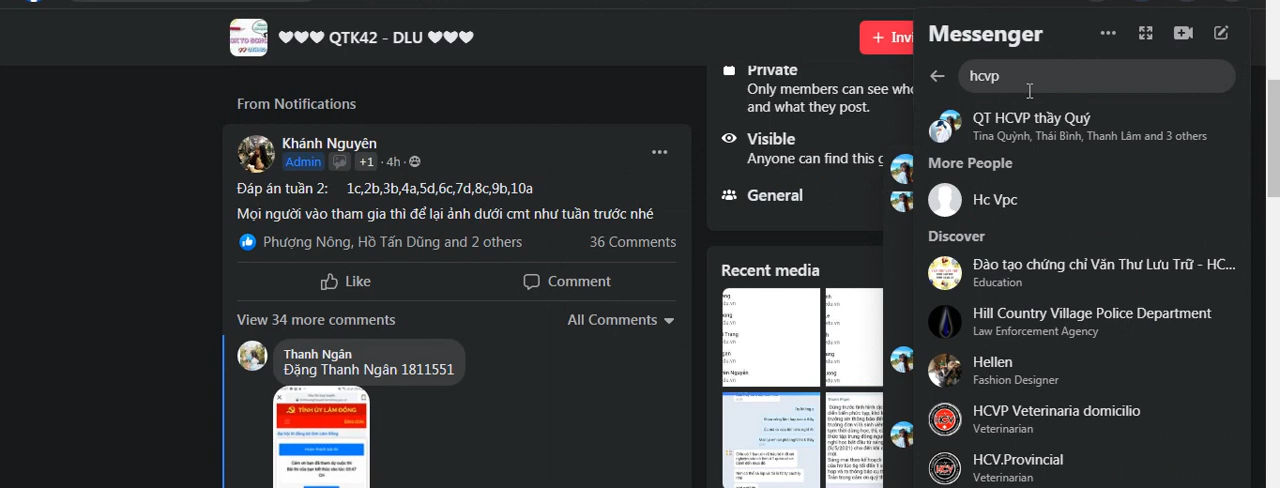 ♥♥♥ QTK42 - DLU ♥♥♥
+ Invi
From Notifications
Khánh Nguyên
Admin +1 · 4h ·
Đáp án tuần 2: 1c,2b,3b,4a,5d,6c,7d,8c,9b,10a
Mọi người vào tham gia thì để lại ảnh dưới cmt như tuần trước nhé
Phượng Nông, Hồ Tấn Dũng and 2 others
36 Comments
Like
Comment
View 34 more comments
All Comments
Thanh Ngân
Đặng Thanh Ngân 1811551
TỈNH ỦY LÂM ĐỒNG
Private
Only members can see who
and what they post.
Visible
Anyone can find this g
General
Recent media
Messenger
hcvp
QT HCVP thầy Quý
Tina Quỳnh, Thái Bình, Thanh Lâm and 3 others
More People
Hc Vpc
Discover
Đào tạo chứng chỉ Văn Thư Lưu Trữ - HC...
Education
Hill Country Village Police Department
Law Enforcement Agency
Hellen
Fashion Designer
HCVP Veterinaria domicilio
Veterinarian
HCV.Provincial
Veterinarian